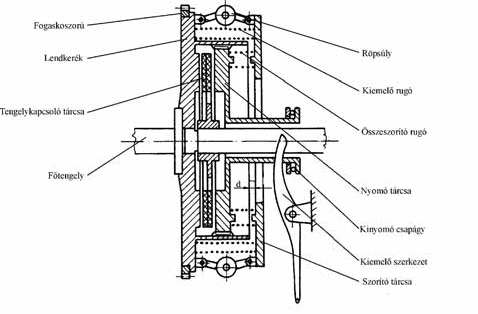 Fogaskoszorú
Lendkerék
Tengelykapcsoló tárcsa
Főtengely
Röpsúly
Kiemelő rugó
Összeszorító rugó
Nyomó tárcsa
Kinyomó csapágy
Kiemelő szerkezet
Szorító tárcsa
d